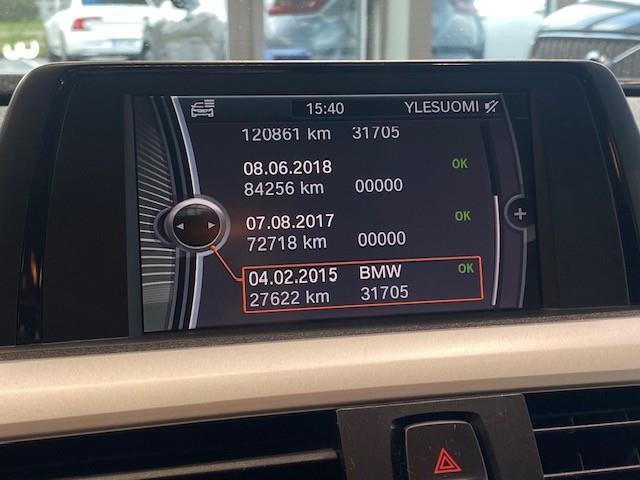 15:40 YLESUOMI
120861 km 31705
08.06.2018 OK
84256 km 00000
07.08.2017 OK
72718 km 00000
04.02.2015 BMW OK
27622 km 31705